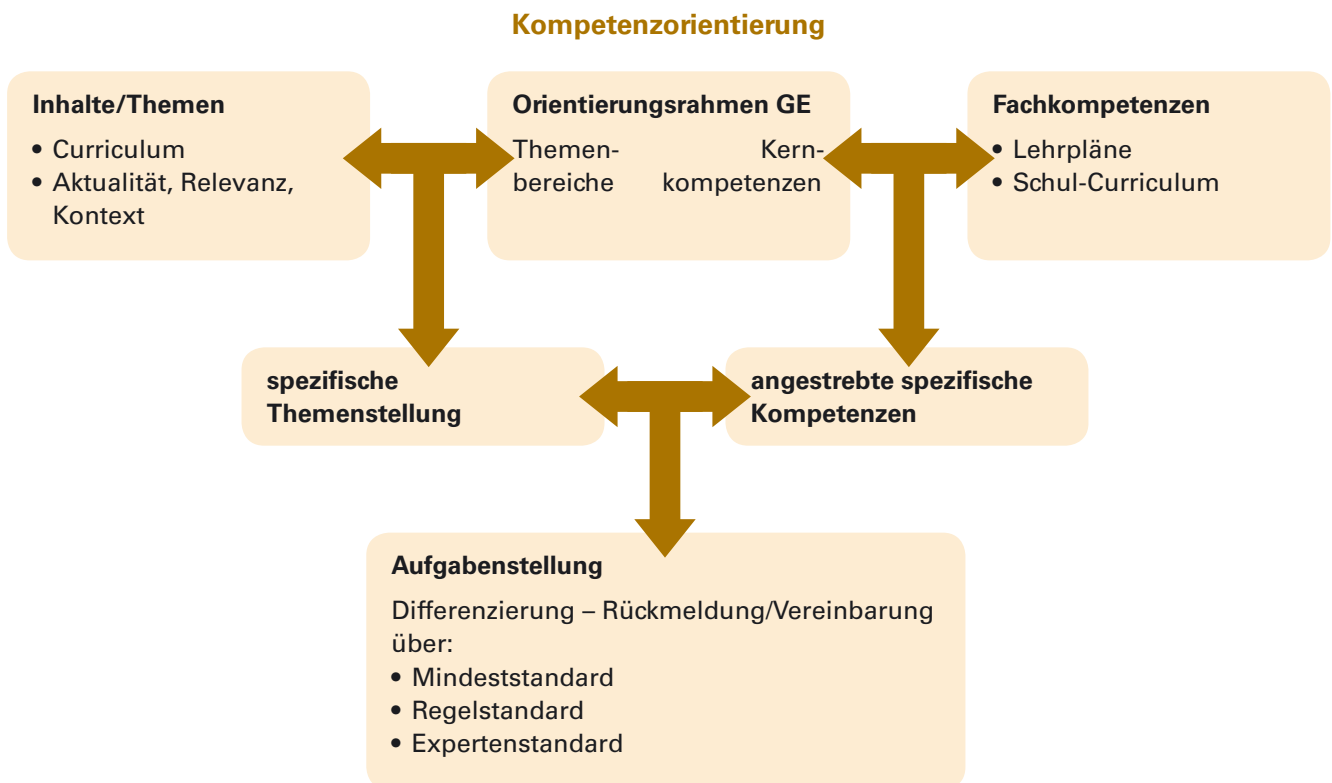 Kompetenzorientierung
Inhalte/Themen
• Curriculum
• Aktualität, Relevanz,
Kontext
Orientierungsrahmen GE
Themen- Kern-
bereiche kompetenzen
Fachkompetenzen
• Lehrpläne
• Schul-Curriculum
spezifische
Themenstellung
angestrebte spezifische
Kompetenzen
Aufgabenstellung
Differenzierung – Rückmeldung/Vereinbarung
über:
• Mindeststandard
• Regelstandard
• Expertenstandard